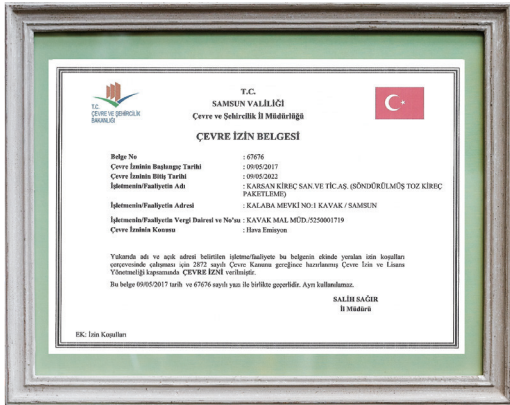 T.C.
ÇEVRE VE ŞEHİRCİLİK
BAKANLIĞI
T.C.
SAMSUN VALİLİĞİ
Çevre ve Şehircilik İl Müdürlüğü
ÇEVRE İZİN BELGESİ
Belge No : 67676
Çevre İzninin Başlangıç Tarihi : 09/05/2017
Çevre İzninin Bitiş Tarihi : 09/05/2022
İşletmenin/Faaliyetin Adı : KARSAN KİREÇ SAN.VE TİC.AŞ. (SÖNDÜRÜLMÜŞ TOZ KİREÇ
PAKETLEME)
İşletmenin/Faaliyetin Adresi : KALABA MEVKİ NO:1 KAVAK / SAMSUN
İşletmenin/Faaliyetin Vergi Dairesi ve No'su : KAVAK MAL MÜD./5250001719
Çevre İzninin Konusu : Hava Emisyon
Yukarıda adı ve açık adresi belirtilen işletme/faaliyete bu belgenin ekinde yeralan izin koşulları
çerçevesinde çalışması için 2872 sayılı Çevre Kanunu gereğince hazırlanmış Çevre İzin ve Lisans
Yönetmeliği kapsamında ÇEVRE İZNİ verilmiştir.
Bu belge 09/05/2017 tarih ve 67676 sayılı yazı ile birlikte geçerlidir. Ayrı kullanılamaz.
SALİH SAĞIR
İl Müdürü
EK: İzin Koşulları